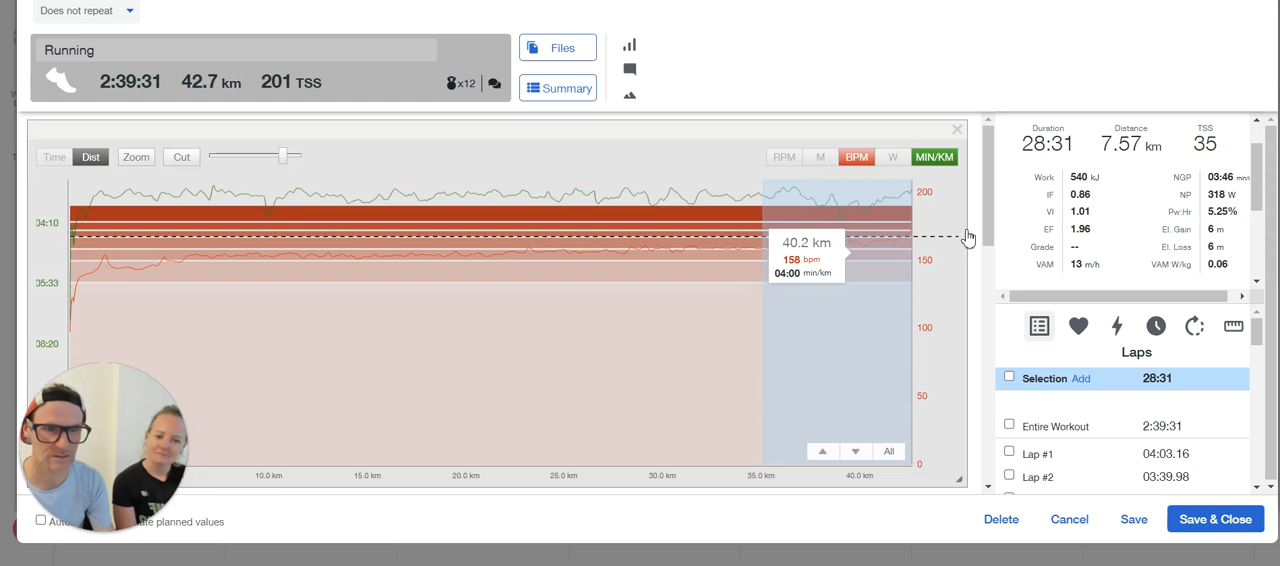 Does not repeat
Running
2:39:31 42.7 km 201 TSS
x12
Files
Summary
Time Dist Zoom Cut
RPM M BPM W MIN/KM
04:10
05:33
08:20
200
150
100
50
0
40.2 km
158 bpm
04:00 min/km
All
10.0 km 15.0 km 20.0 km 25.0 km 30.0 km 35.0 km 40.0 km
Duration Distance TSS
28:31 7.57 km 35
Work 540 kJ NGP 03:46
IF 0.86 NP 318 W
VI 1.01 Pw:Hr 5.25%
EF 1.96 El. Gain 6 m
Grade -- El. Loss 6 m
VAM 13 m/h VAM W/kg 0.06
Laps
Selection Add 28:31
Entire Workout 2:39:31
Lap #1 04:03.16
Lap #2 03:39.98
planned values
Delete Cancel Save Save & Close